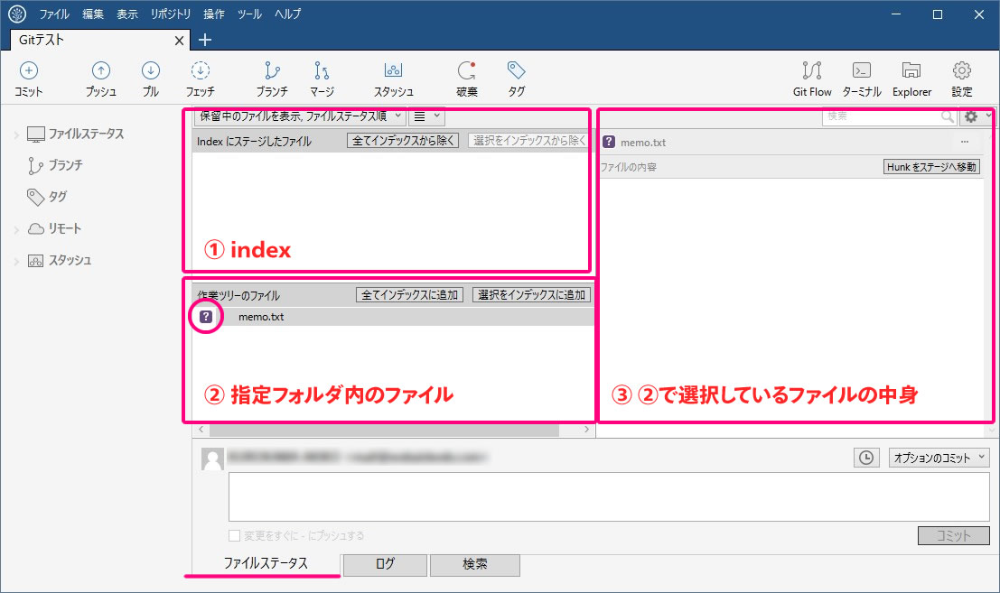 ファイル 編集 表示 リポジトリ 操作 ツール ヘルプ
Gitテスト
コミット プッシュ プル フェッチ ブランチ マージ スタッシュ 破棄 タグ Git Flow ターミナル Explorer 設定
ファイルステータス
ブランチ
タグ
リモート
スタッシュ
保留中のファイルを表示, ファイルステータス順
Index にステージしたファイル 全てインデックスから除く 選択をインデックスから除く
① index
作業ツリーのファイル 全てインデックスに追加 選択をインデックスに追加
? memo.txt
② 指定フォルダ内のファイル
検索
? memo.txt ...
ファイルの内容 Hunk をステージへ移動
③ ②で選択しているファイルの中身
オプションのコミット
変更をすぐに - にプッシュする
コミット
ファイルステータス ログ 検索